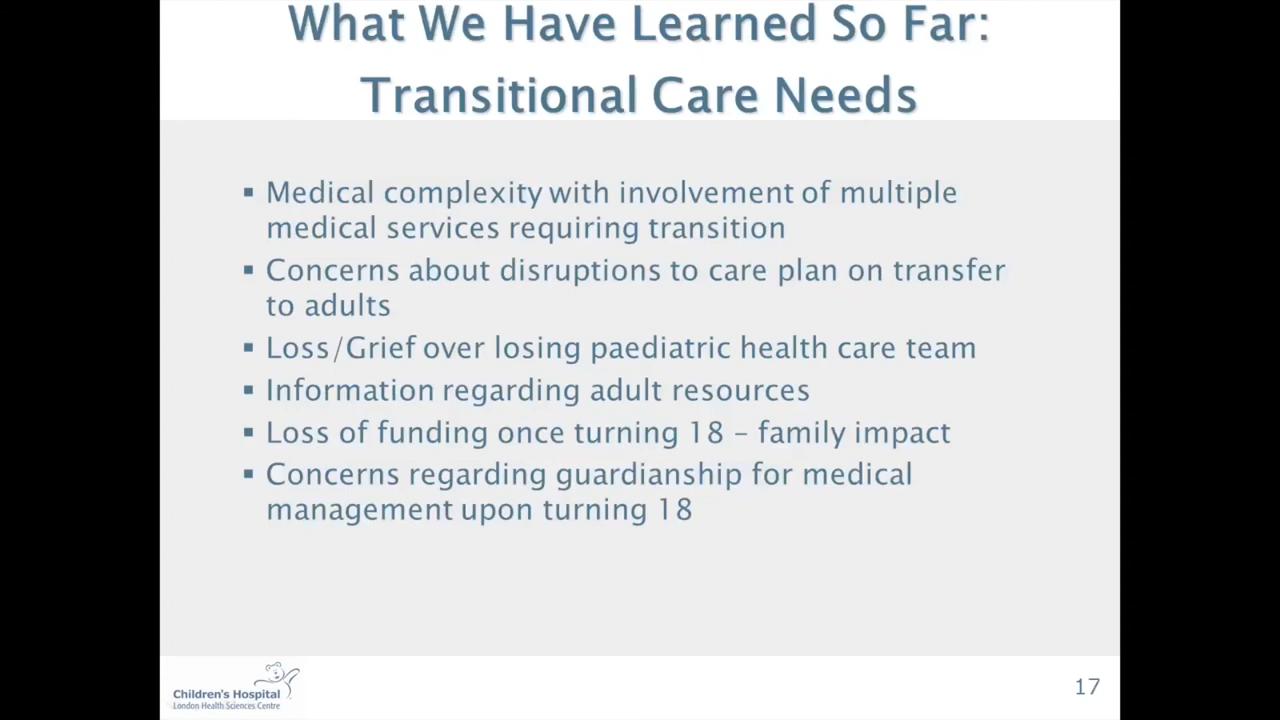 What We Have Learned So Far:
Transitional Care Needs
▪ Medical complexity with involvement of multiple
medical services requiring transition
▪ Concerns about disruptions to care plan on transfer
to adults
▪ Loss/Grief over losing paediatric health care team
▪ Information regarding adult resources
▪ Loss of funding once turning 18 – family impact
▪ Concerns regarding guardianship for medical
management upon turning 18
Children's Hospital
London Health Sciences Centre
17